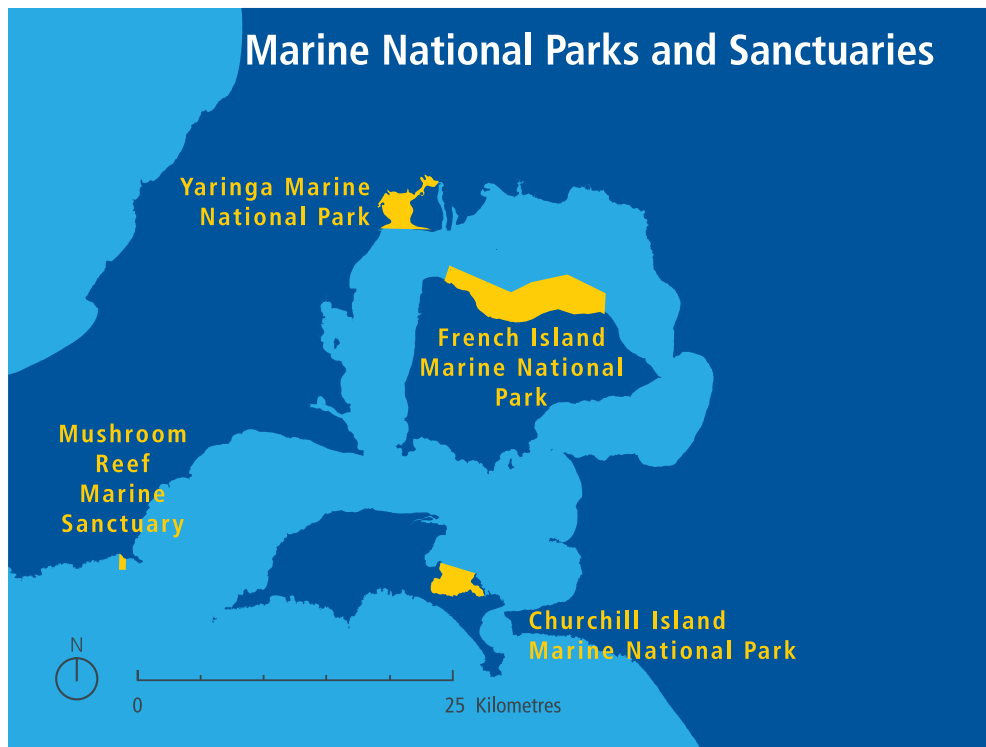 Marine National Parks and Sanctuaries
Yaringa Marine
National Park
French Island
Marine National
Park
Mushroom
Reef
Marine
Sanctuary
Churchill Island
Marine National Park
N
0
25 Kilometres